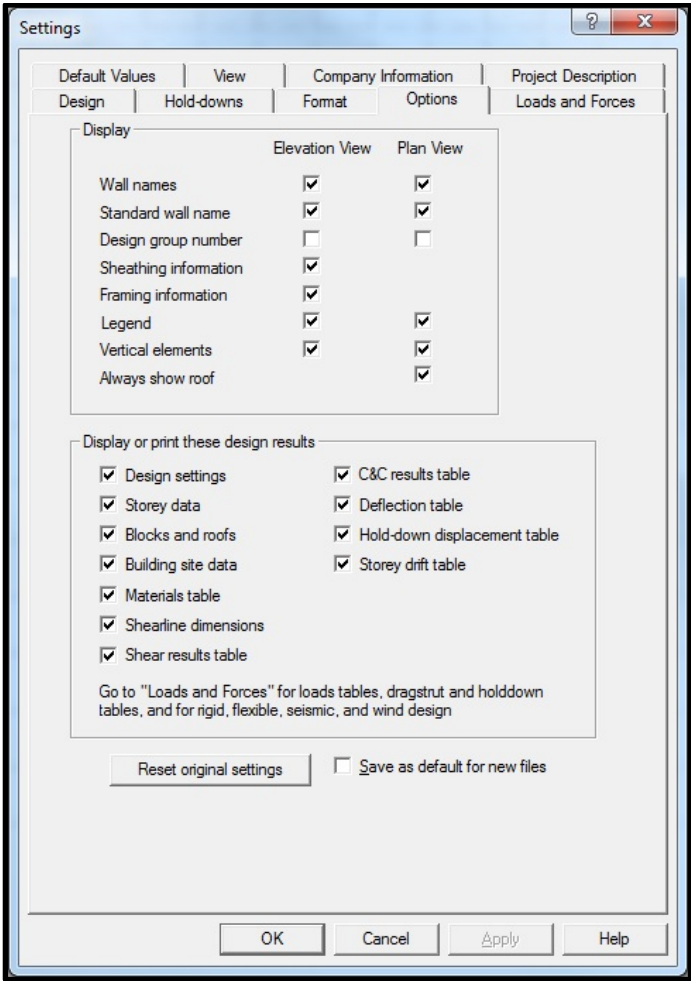 Settings
Default Values View Company Information Project Description
Design Hold-downs Format Options Loads and Forces
Display
Elevation View Plan View
Wall names
Standard wall name
Design group number
Sheathing information
Framing information
Legend
Vertical elements
Always show roof
Display or print these design results
Design settings C&C results table
Storey data Deflection table
Blocks and roofs Hold-down displacement table
Building site data Storey drift table
Materials table
Shearline dimensions
Shear results table
Go to "Loads and Forces" for loads tables, dragstrut and holddown
tables, and for rigid, flexible, seismic, and wind design
Reset original settings Save as default for new files
OK Cancel Apply Help